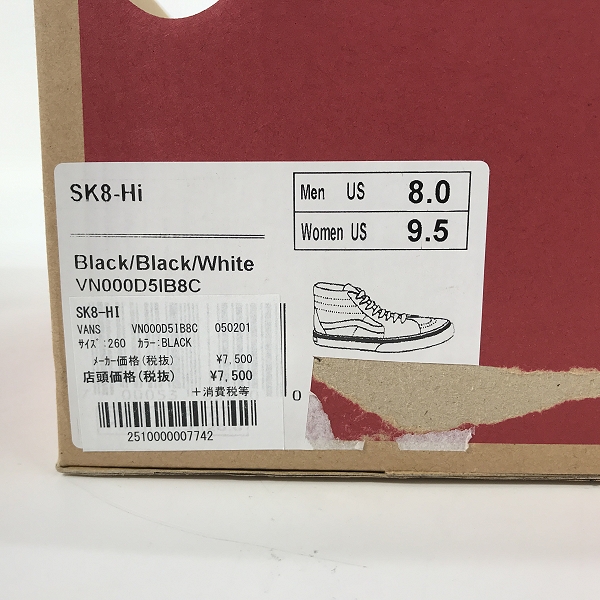 SK8-Hi
Men US 8.0
Women US 9.5
Black/Black/White
VN000D5IB8C
SK8-HI
VANS VN000D5IB8C 050201
ｻｲｽﾞ:260 ｶﾗｰ:BLACK
ﾒｰｶｰ価格(税抜) ¥7,500
店頭価格(税抜) ¥7,500
＋消費税等
0
2510000007742